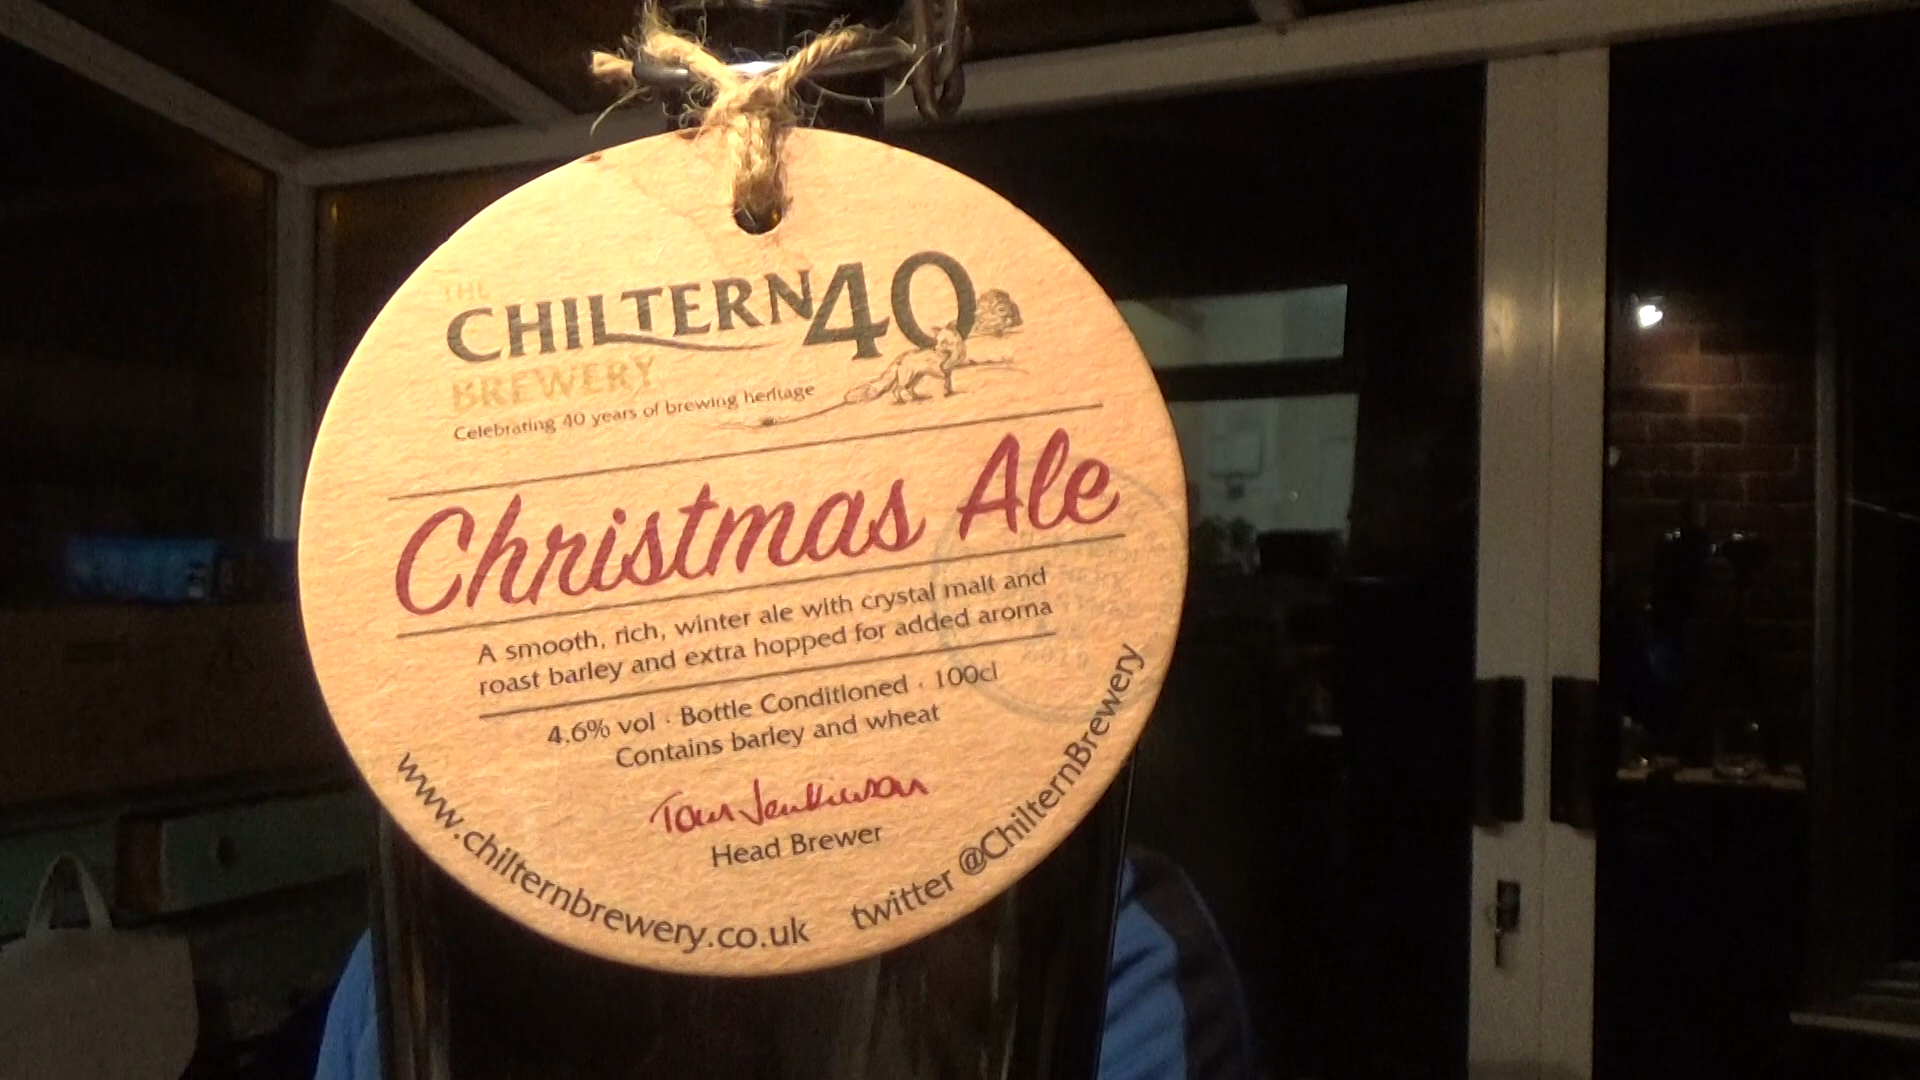 THE
CHILTERN 40
BREWERY
Celebrating 40 years of brewing heritage
Christmas Ale
A smooth, rich, winter ale with crystal malt and
roast barley and extra hopped for added aroma
4.6% vol · Bottle Conditioned · 100cl
Contains barley and wheat
Tom Jenkinson
Head Brewer
www.chilternbrewery.co.uk
twitter @ChilternBrewery